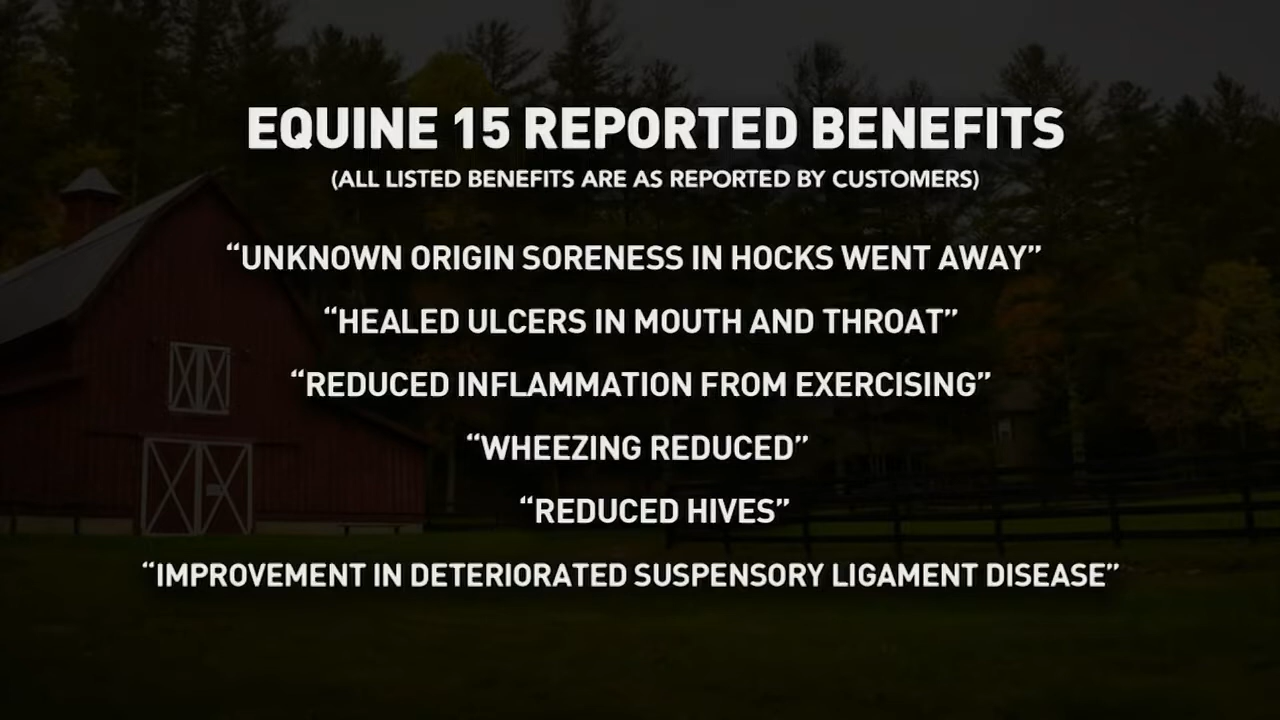 EQUINE 15 REPORTED BENEFITS
(ALL LISTED BENEFITS ARE AS REPORTED BY CUSTOMERS)
“UNKNOWN ORIGIN SORENESS IN HOCKS WENT AWAY”
“HEALED ULCERS IN MOUTH AND THROAT”
“REDUCED INFLAMMATION FROM EXERCISING”
“WHEEZING REDUCED”
“REDUCED HIVES”
“IMPROVEMENT IN DETERIORATED SUSPENSORY LIGAMENT DISEASE”